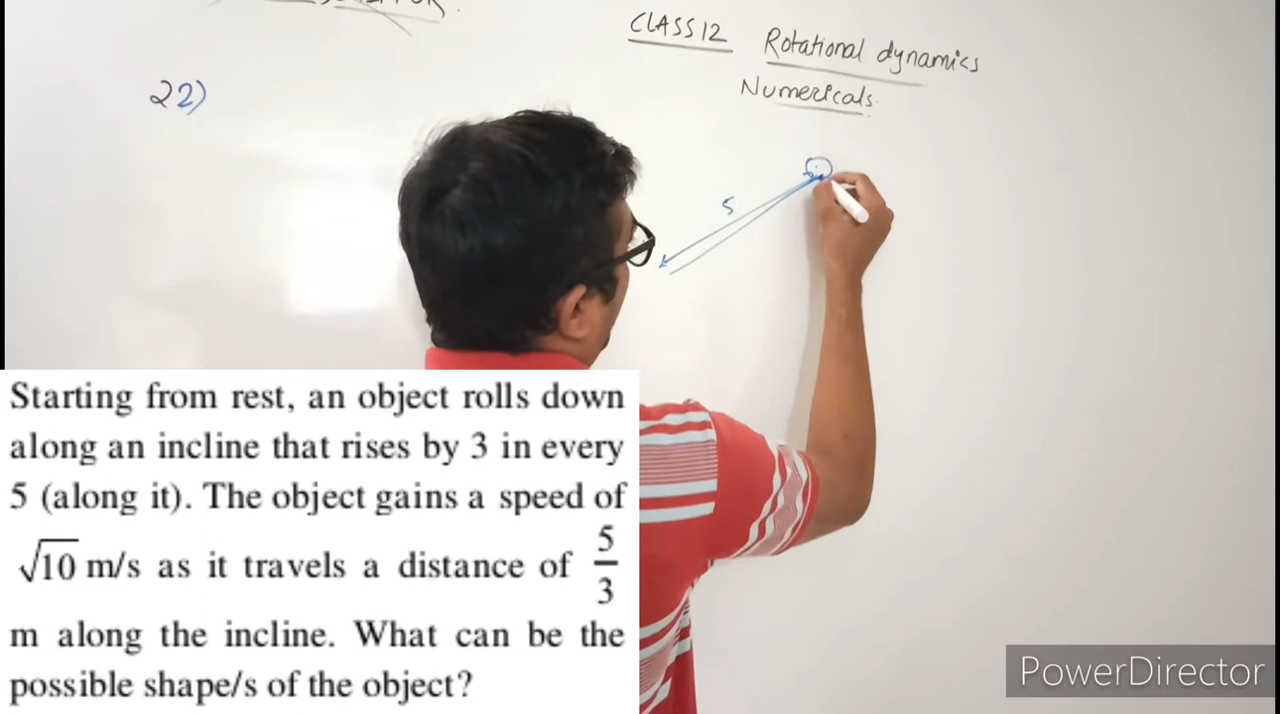 CLASS 12 Rotational dynamics
Numericals.
22)
5
Starting from rest, an object rolls down
along an incline that rises by 3 in every
5 (along it). The object gains a speed of
√10 m/s as it travels a distance of 5/3
m along the incline. What can be the
possible shape/s of the object?
PowerDirector